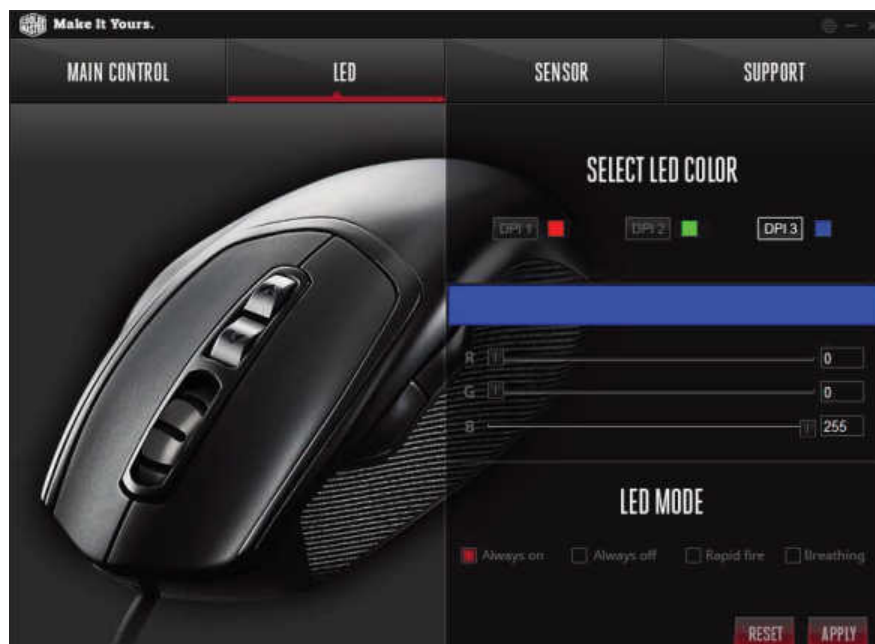 Make It Yours.
MAIN CONTROL LED SENSOR SUPPORT
SELECT LED COLOR
DPI 1 DPI 2 DPI 3
R 0
G 0
B 255
LED MODE
Always on Always off Rapid fire Breathing
RESET APPLY